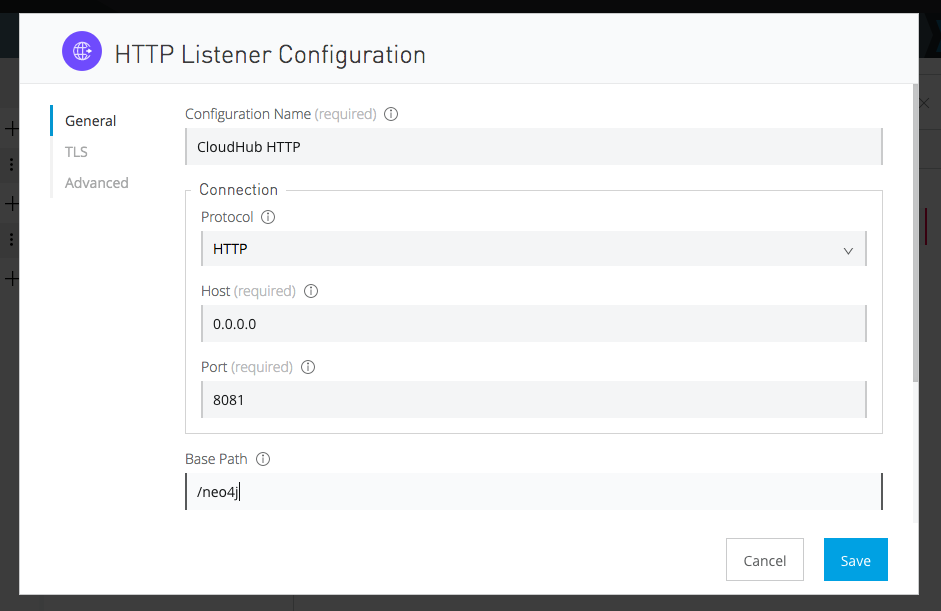 HTTP Listener Configuration
General
TLS
Advanced
Configuration Name (required)
CloudHub HTTP
Connection
Protocol
HTTP
Host (required)
0.0.0.0
Port (required)
8081
Base Path
/neo4j
Cancel
Save